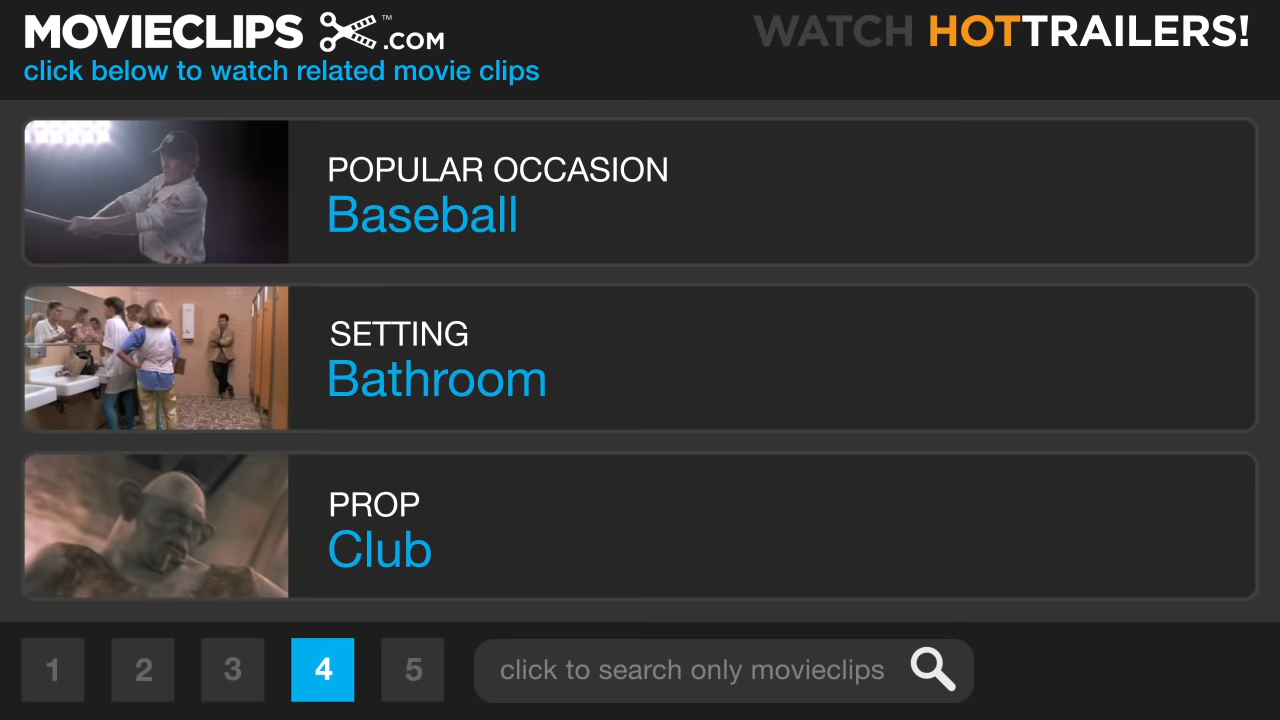 MOVIECLIPS ™ .COM
WATCH HOTTRAILERS!
click below to watch related movie clips
POPULAR OCCASION
Baseball
SETTING
Bathroom
PROP
Club
1 2 3 4 5 click to search only movieclips